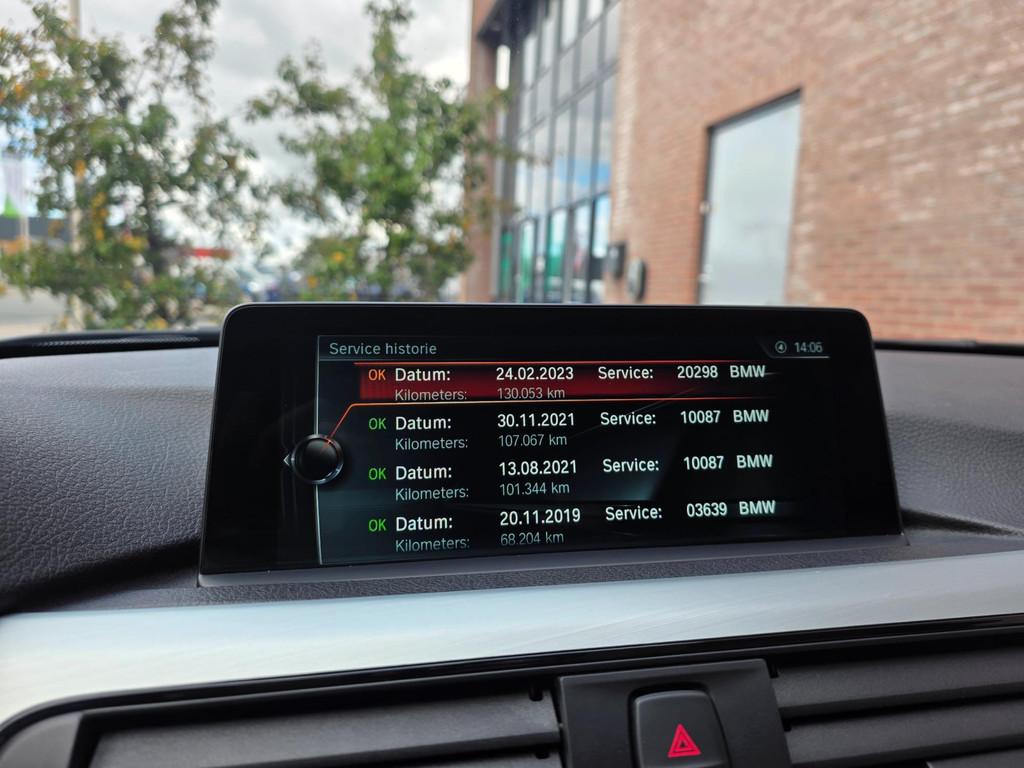 Service historie 14:06
OK Datum: 24.02.2023 Service: 20298 BMW
Kilometers: 130.053 km
OK Datum: 30.11.2021 Service: 10087 BMW
Kilometers: 107.067 km
OK Datum: 13.08.2021 Service: 10087 BMW
Kilometers: 101.344 km
OK Datum: 20.11.2019 Service: 03639 BMW
Kilometers: 68.204 km